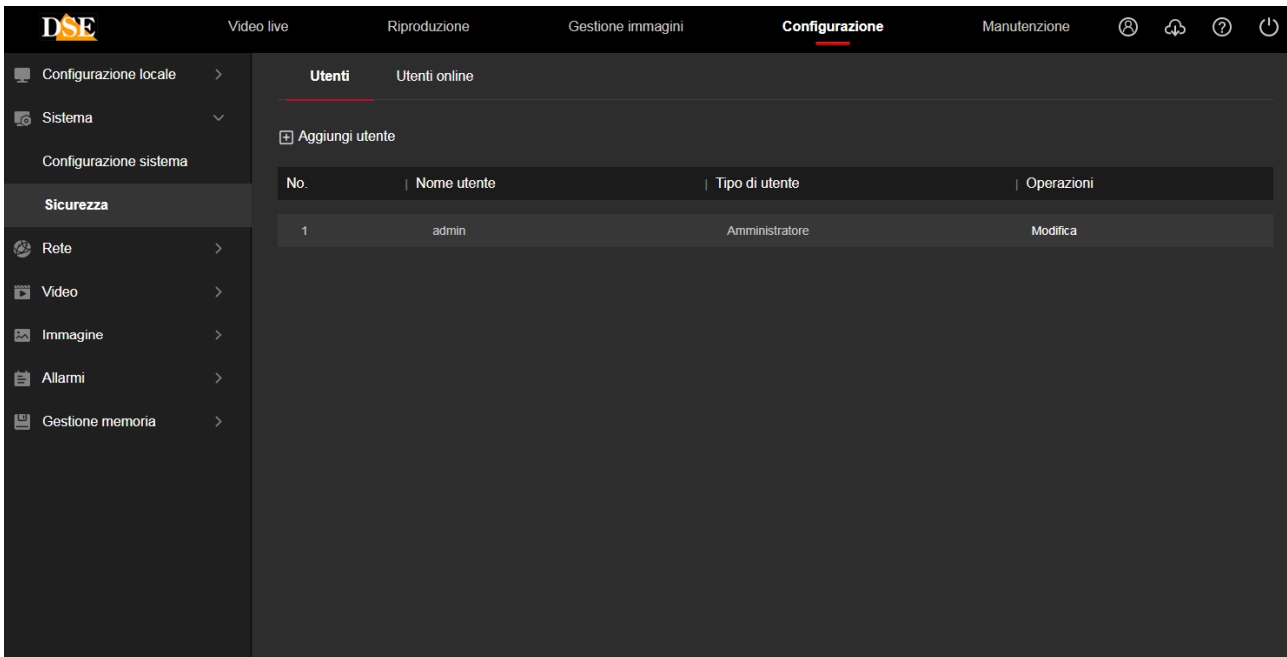 DSE Video live Riproduzione Gestione immagini Configurazione Manutenzione
Configurazione locale
Sistema
Configurazione sistema
Sicurezza
Rete
Video
Immagine
Allarmi
Gestione memoria
Utenti Utenti online
Aggiungi utente
No. | Nome utente | Tipo di utente | Operazioni
1 admin Amministratore Modifica